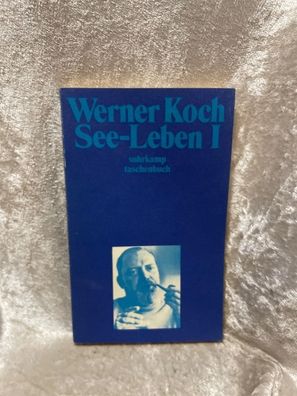 Werner Koch
See-Leben I
suhrkamp
taschenbuch